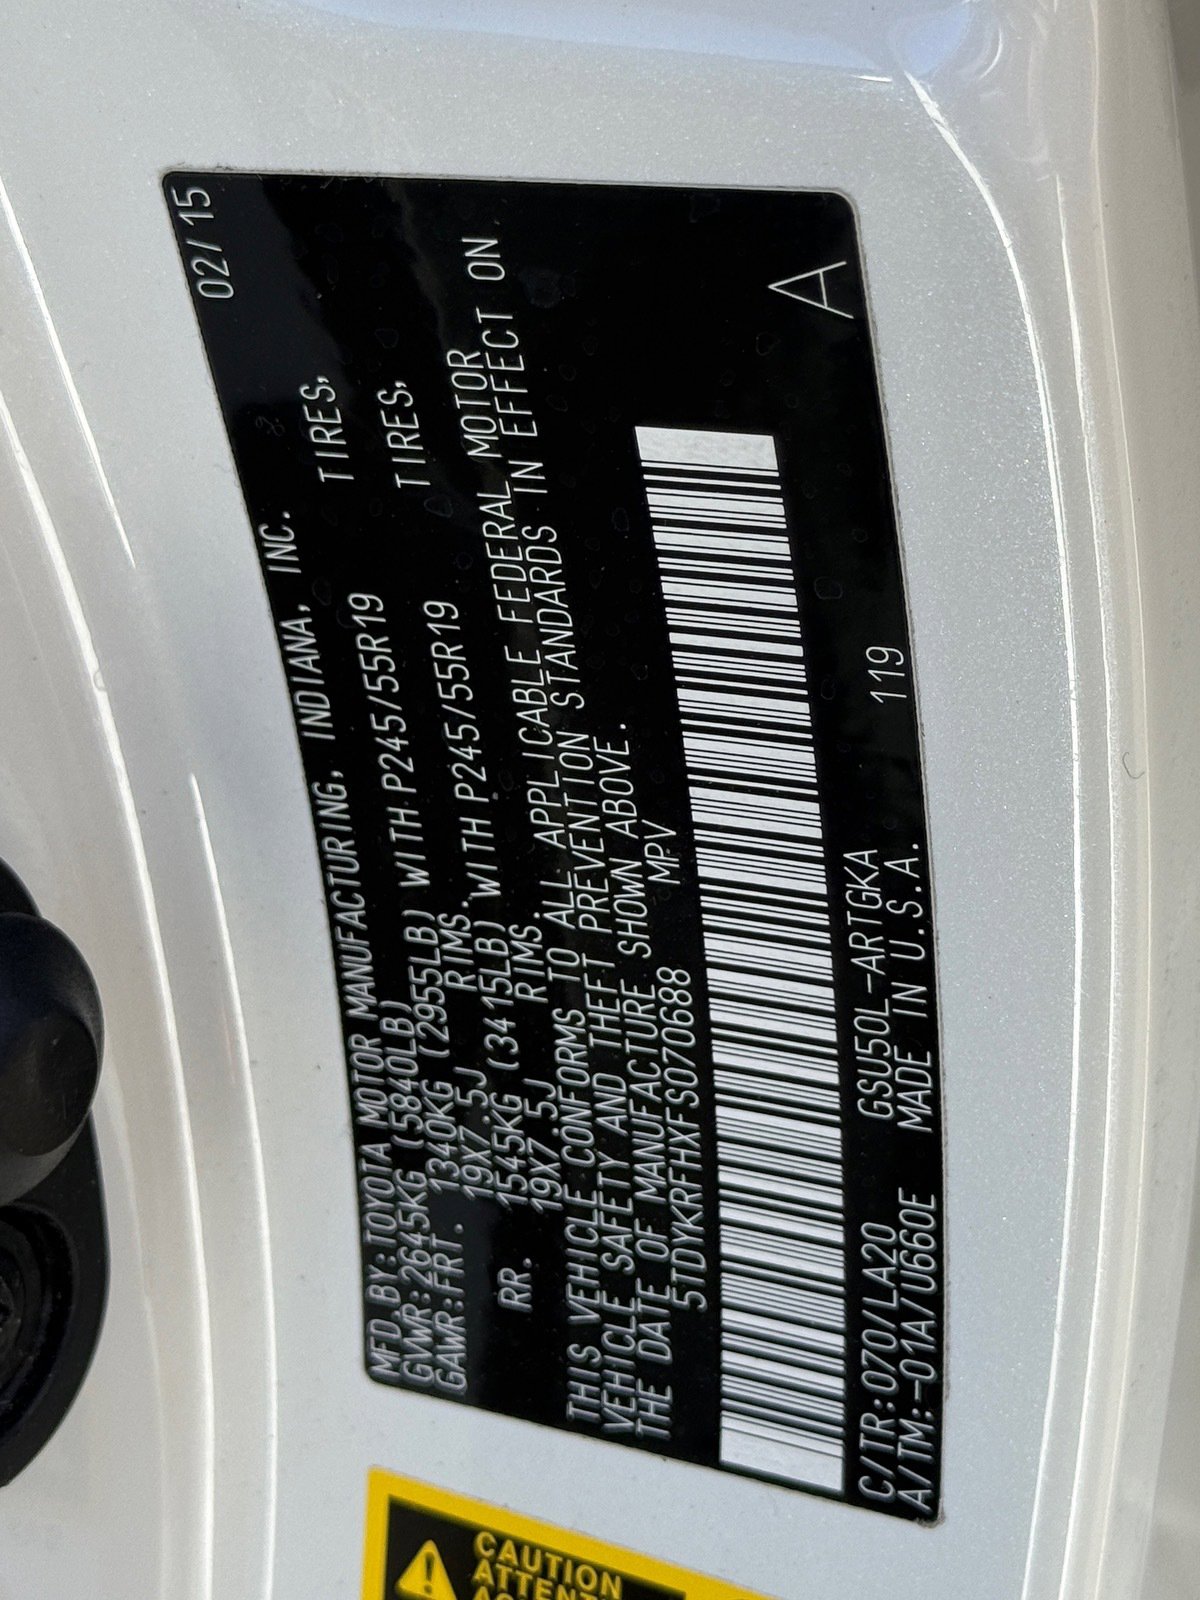 MFD.BY:TOYOTA MOTOR MANUFACTURING, INDIANA, INC. 02/15
GVWR:2645KG (5840LB)
GAWR:FRT. 1340KG (2955LB) WITH P245/55R19 TIRES,
19X7.5J RIMS.
RR. 1545KG (3415LB) WITH P245/55R19 TIRES,
19X7.5J RIMS.
THIS VEHICLE CONFORMS TO ALL APPLICABLE FEDERAL MOTOR
VEHICLE SAFETY AND THEFT PREVENTION STANDARDS IN EFFECT ON
THE DATE OF MANUFACTURE SHOWN ABOVE.
5TDYKRFHXFS070688 MPV
A
C/TR:070/LA20 GSU50L-ARTGKA 119
A/TM:-01A/U660E MADE IN U.S.A.
CAUTION